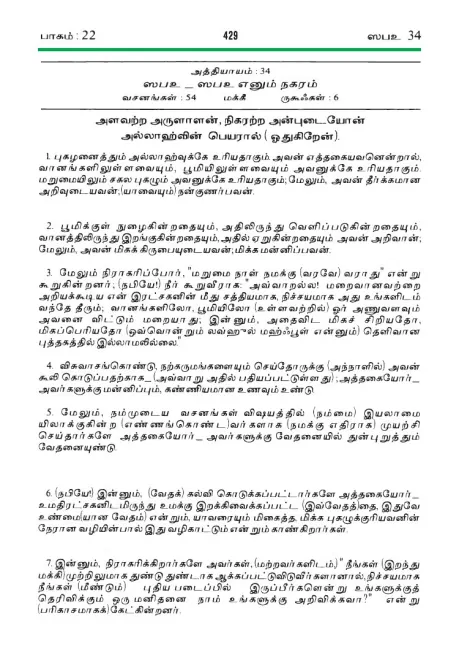 பாகம் : 22 429 ஸபஉ 34
அத்தியாயம் : 34
ஸபஉ _ ஸபஉ எனும் நகரம்
வசனங்கள் : 54 மக்கீ ருகூஃகள் : 6
அளவற்ற அருளாளன், நிகரற்ற அன்புடையோன்
அல்லாஹ்வின் பெயரால் ( ஓதுகிறேன்).
1. புகழனைத்தும் அல்லாஹ்வுக்கே உரியதாகும். அவன் எத்தகையவனென்றால்,
வானங்களிலுள்ளவையும், பூமியிலுள்ளவையும் அவனுக்கே உரியதாகும்.
மறுமையிலும் சகல புகழும் அவனுக்கே உரியதாகும்; மேலும், அவன் தீர்க்கமான
அறிவுடையவன்;(யாவையும்) நன்குணர்பவன்.
2. பூமிக்குள் நுழைகின்றதையும், அதிலிருந்து வெளிப்படுகின்றதையும்,
வானத்திலிருந்து இறங்குகின்றதையும், அதில் ஏறுகின்றதையும் அவன் அறிவான்;
மேலும், அவன் மிகக் கிருபையுடையவன்; மிக்க மன்னிப்பவன்.
3. மேலும் நிராகரிப்போர், "மறுமை நாள் நமக்கு (வரவே) வராது" என்று
கூறுகின்றனர்; (நபியே!) நீர் கூறுவீராக: "அவ்வாறல்ல! மறைவானவற்றை
அறியக்கூடிய என் இரட்சகனின் மீது சத்தியமாக, நிச்சயமாக அது உங்களிடம்
வந்தே தீரும்; வானங்களிலோ, பூமியிலோ (உள்ளவற்றில்) ஓர் அணுவளவும்
அவனை விட்டும் மறையாது; இன்னும், அதைவிட மிகச் சிறியதோ,
மிகப்பெரியதோ (ஒவ்வொன்றும் லவ்ஹுல் மஹ்ஃபூள் என்னும்) தெளிவான
புத்தகத்தில் இல்லாமலில்லை."
4. விசுவாசங்கொண்டு, நற்கருமங்களையும் செய்தோருக்கு (அந்நாளில்) அவன்
கூலி கொடுப்பதற்காக_(அவ்வாறு அதில் பதியப்பட்டுள்ளது);அத்தகையோர்_
அவர்களுக்கு மன்னிப்பும், கண்ணியமான உணவும் உண்டு.
5. மேலும், நம்முடைய வசனங்கள் விஷயத்தில் (நம்மை) இயலாமை
யிலாக்குகின்ற (எண்ணங்கொண்ட)வர்களாக (நமக்கு எதிராக) முயற்சி
செய்தார்களே அத்தகையோர்_ அவர்களுக்கு வேதனையில் துன்புறுத்தும்
வேதனையுண்டு.
6. (நபியே!) இன்னும், (வேதக்) கல்வி கொடுக்கப்பட்டார்களே அத்தகையோர்_
உமதிரட்சகனிடமிருந்து உமக்கு இறக்கிவைக்கப்பட்ட (இவ்வேதத்)தை, இதுவே
உண்மை(யான வேதம்) என்றும், யாவரையும் மிகைத்த, மிக்க புகழுக்குரியவனின்
நேரான வழியின்பால் இது வழிகாட்டும் என்றும் காண்கிறார்கள்.
7. இன்னும், நிராகரிக்கிறார்களே அவர்கள், (மற்றவர்களிடம்,) " நீங்கள் (இறந்து
மக்கி) முற்றிலுமாக துண்டு துண்டாக ஆக்கப்பட்டுவிடுவீர்களானால், நிச்சயமாக
நீங்கள் (மீண்டும்) புதிய படைப்பில் இருப்பீர்களென்று உங்களுக்குத்
தெரிவிக்கும் ஒரு மனிதனை நாம் உங்களுக்கு அறிவிக்கவா?" என்று
(பரிகாசமாகக்) கேட்கின்றனர்.